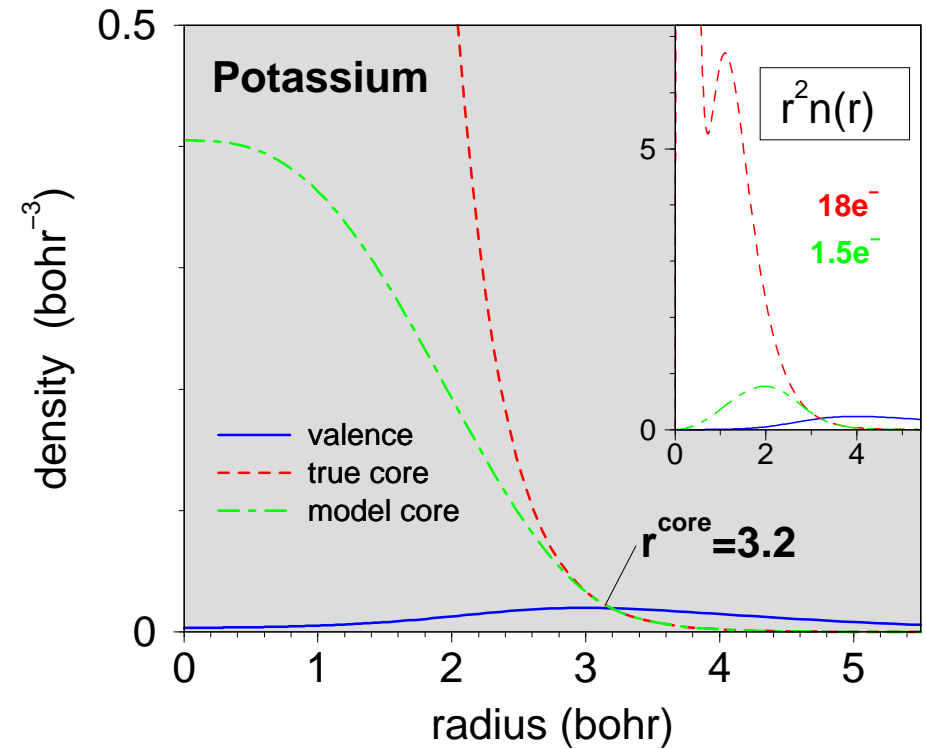 Potassium
0.5
0
density (bohr⁻³)
valence
true core
model core
r^core=3.2
0 1 2 3 4 5
radius (bohr)
r²n(r)
5
0
18e⁻
1.5e⁻
0 2 4